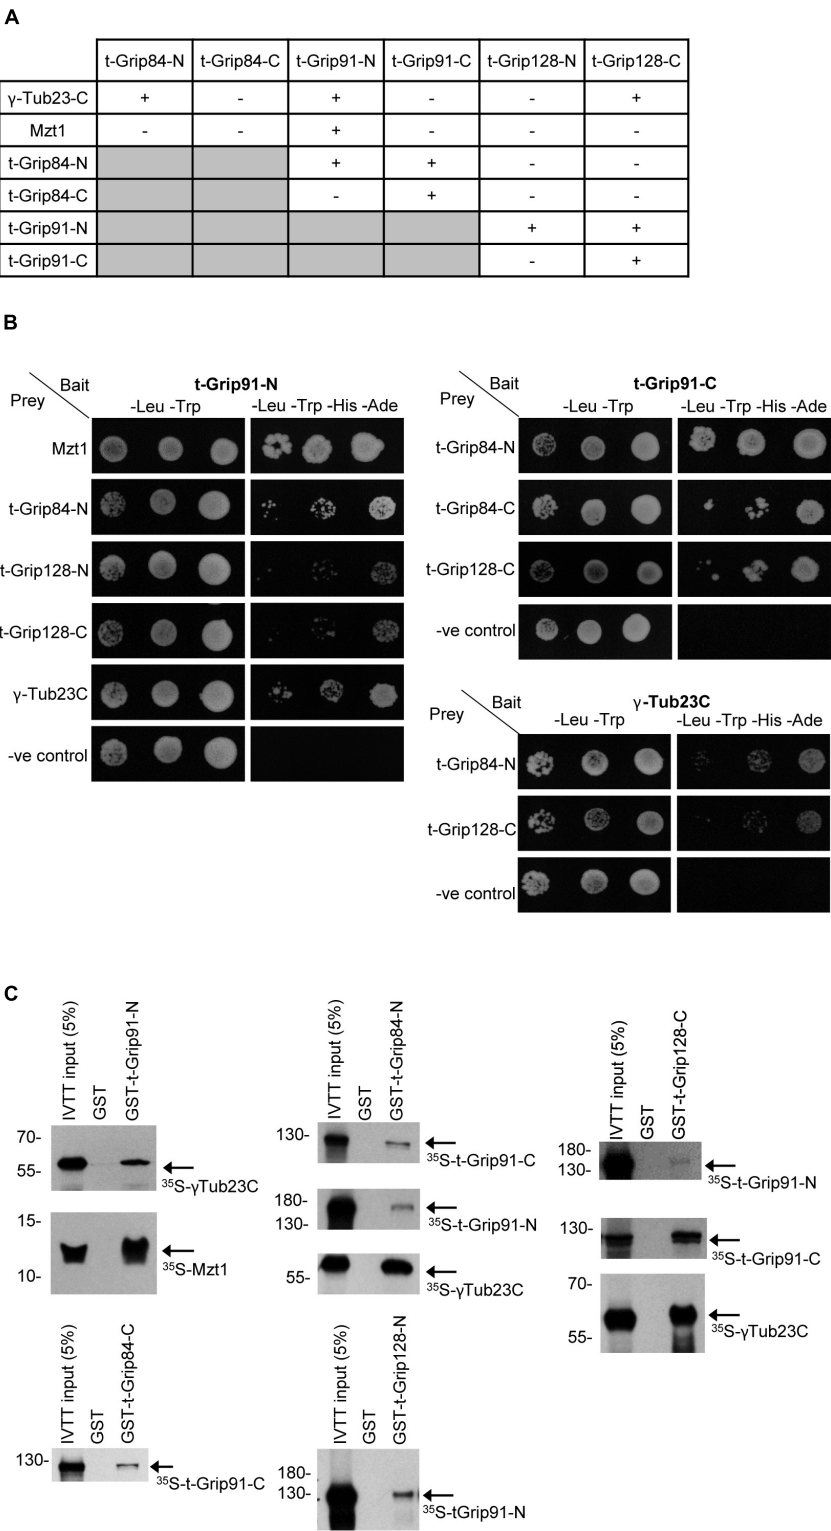 A
t-Grip84-N t-Grip84-C t-Grip91-N t-Grip91-C t-Grip128-N t-Grip128-C
γ-Tub23-C + - + - - +
Mzt1 - - + - - -
t-Grip84-N + + - -
t-Grip84-C - + - -
t-Grip91-N + +
t-Grip91-C - +
B
Bait
Prey
t-Grip91-N
-Leu -Trp
-Leu -Trp -His -Ade
Mzt1
t-Grip84-N
t-Grip128-N
t-Grip128-C
γ-Tub23C
-ve control
Bait
Prey
t-Grip91-C
-Leu -Trp
-Leu -Trp -His -Ade
t-Grip84-N
t-Grip84-C
t-Grip128-C
-ve control
Bait
Prey
γ-Tub23C
-Leu -Trp
-Leu -Trp -His -Ade
t-Grip84-N
t-Grip128-C
-ve control
C
IVTT input (5%)
GST
GST-t-Grip91-N
70-
55-
35S-γTub23C
15-
10-
35S-Mzt1
IVTT input (5%)
GST
GST-t-Grip84-N
130-
35S-t-Grip91-C
180-
130-
35S-t-Grip91-N
55-
35S-γTub23C
IVTT input (5%)
GST
GST-t-Grip128-C
180-
130-
35S-t-Grip91-N
130-
35S-t-Grip91-C
70-
55-
35S-γTub23C
IVTT input (5%)
GST
GST-t-Grip84-C
130-
35S-t-Grip91-C
IVTT input (5%)
GST
GST-t-Grip128-N
180-
130-
35S-tGrip91-N